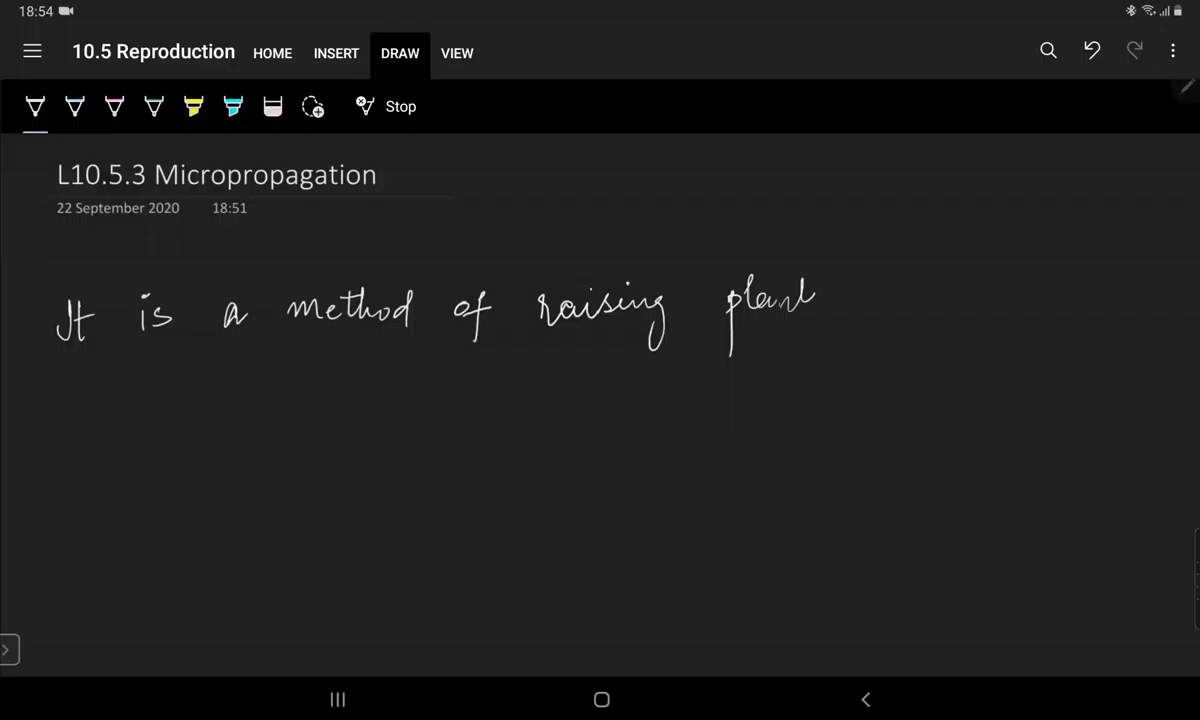 18:54
10.5 Reproduction HOME INSERT DRAW VIEW
Stop
L10.5.3 Micropropagation
22 September 2020 18:51
It is a method of raising plant